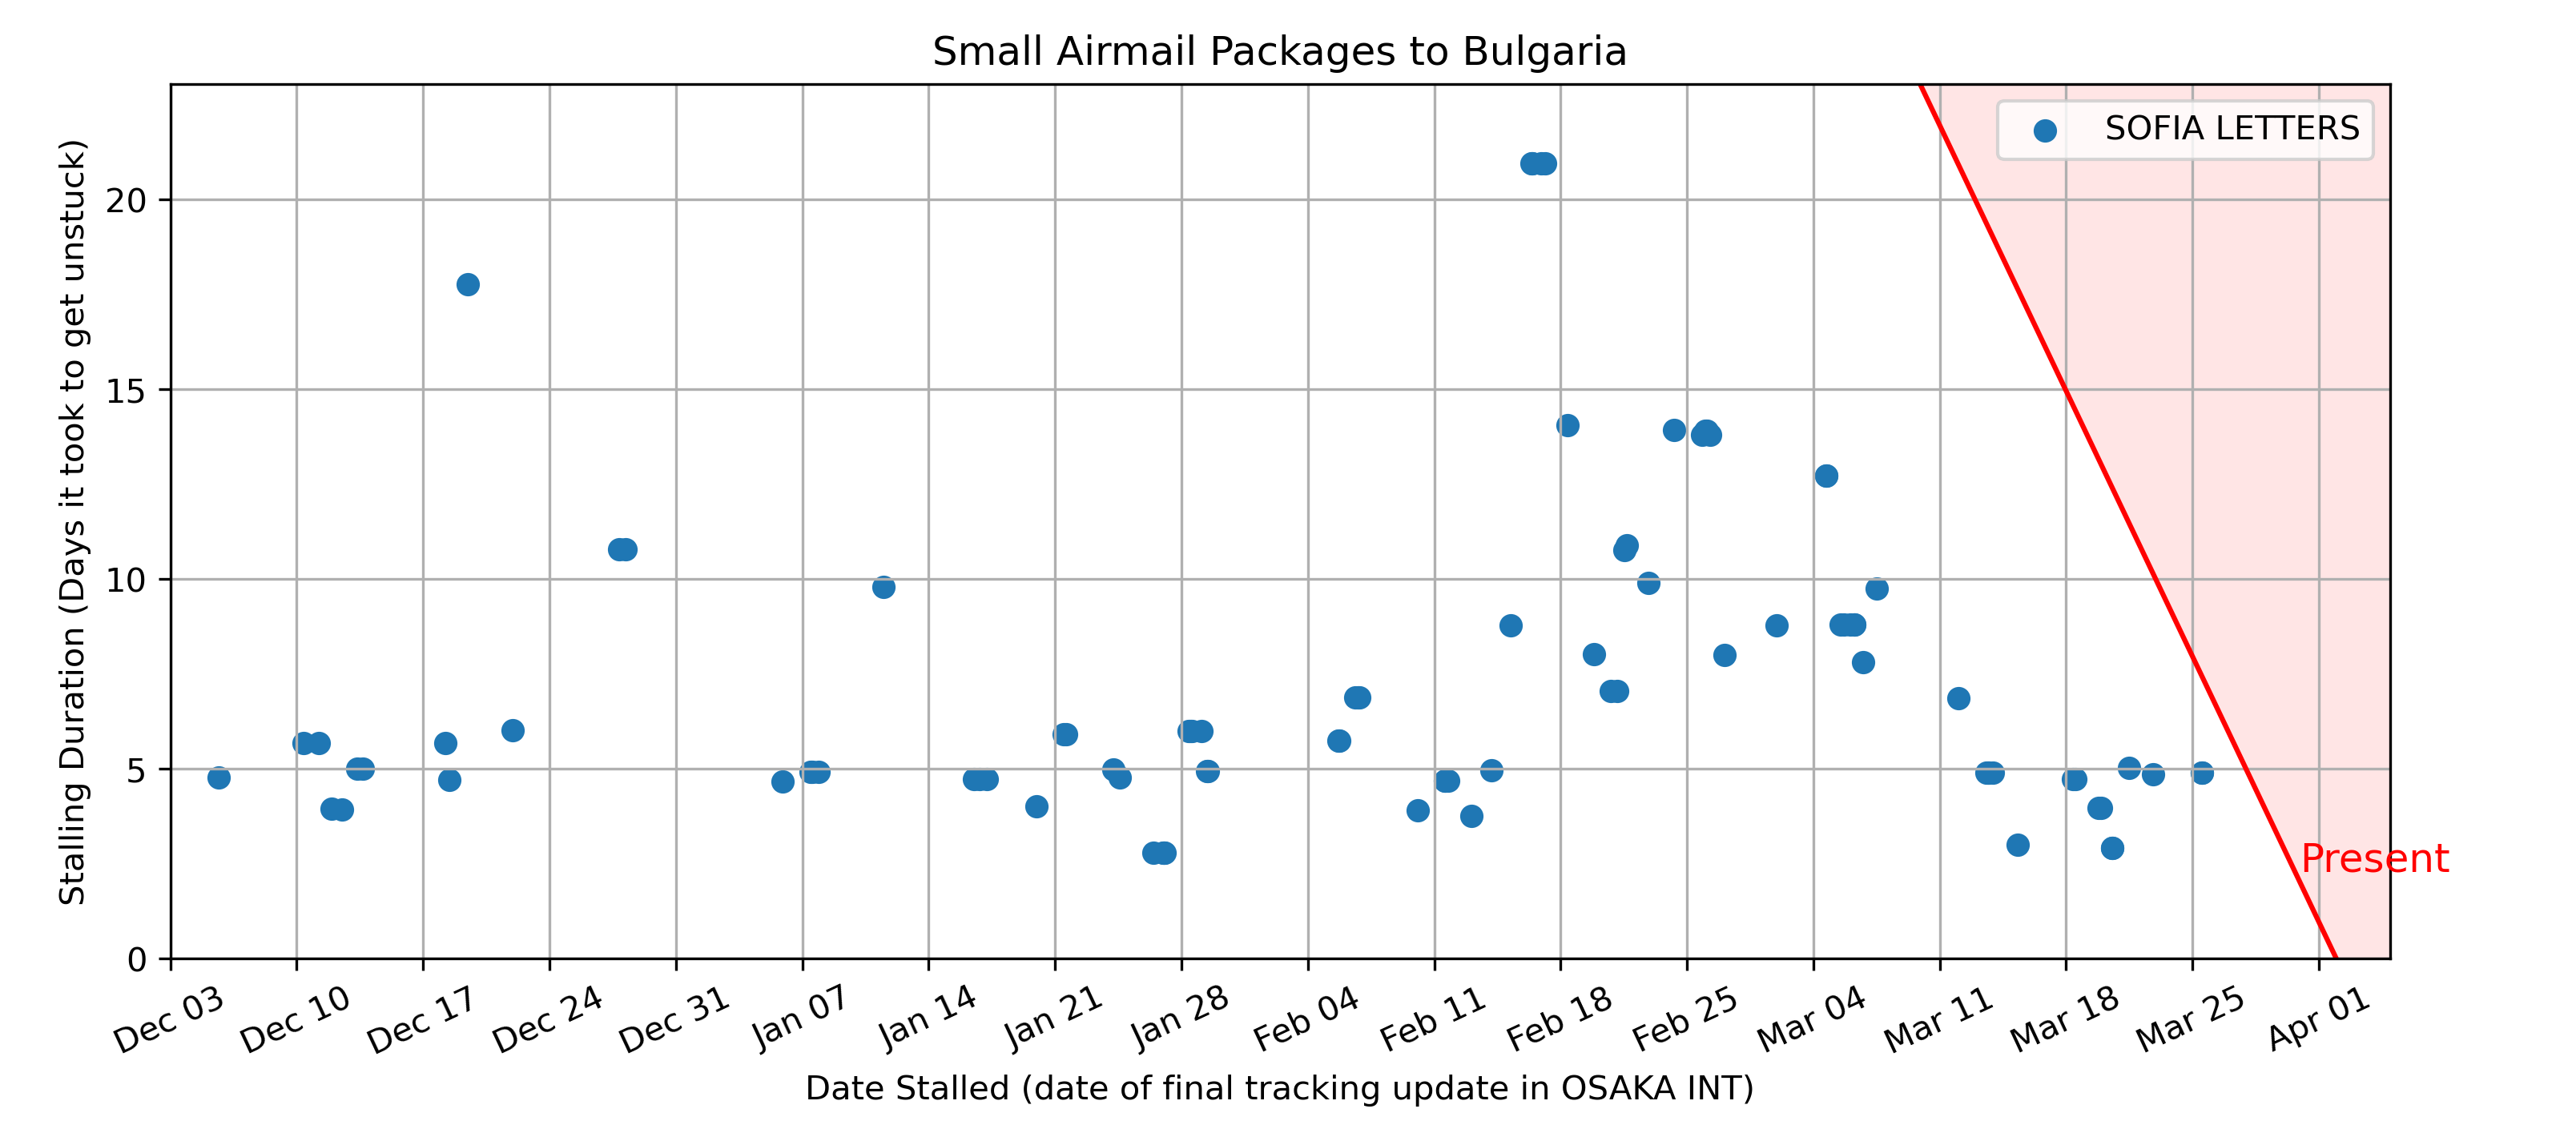 Small Airmail Packages to Bulgaria
SOFIA LETTERS
Stalling Duration (Days it took to get unstuck)
20
15
10
5
0
Present
Dec 03
Dec 10
Dec 17
Dec 24
Dec 31
Jan 07
Jan 14
Jan 21
Jan 28
Feb 04
Feb 11
Feb 18
Feb 25
Mar 04
Mar 11
Mar 18
Mar 25
Apr 01
Date Stalled (date of final tracking update in OSAKA INT)